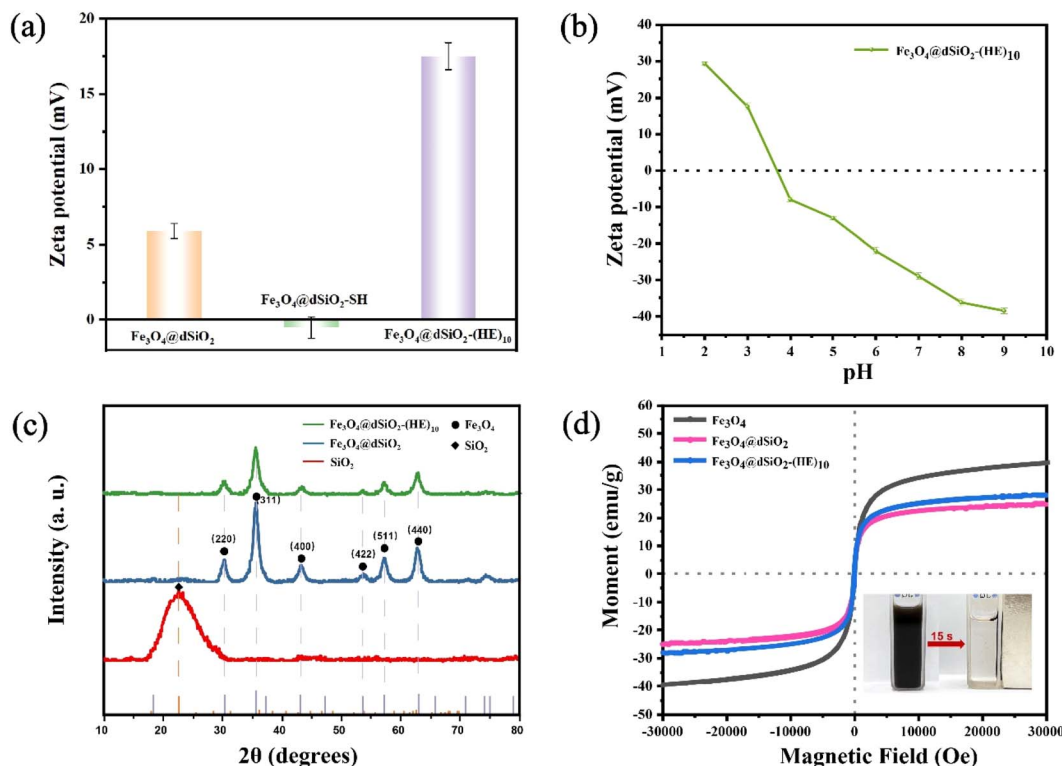 (a)
20
15
10
5
0
Zeta potential (mV)
Fe₃O₄@dSiO₂
Fe₃O₄@dSiO₂-SH
Fe₃O₄@dSiO₂-(HE)₁₀
(b)
40
30
20
10
0
-10
-20
-30
-40
Zeta potential (mV)
Fe₃O₄@dSiO₂-(HE)₁₀
1 2 3 4 5 6 7 8 9 10
pH
(c)
Fe₃O₄@dSiO₂-(HE)₁₀
Fe₃O₄@dSiO₂
SiO₂
Fe₃O₄
SiO₂
(220)
311)
(400)
(422)
(511)
(440)
Intensity (a. u.)
10 20 30 40 50 60 70 80
2θ (degrees)
(d)
60
50
40
30
20
10
0
-10
-20
-30
-40
-50
Moment (emu/g)
Fe₃O₄
Fe₃O₄@dSiO₂
Fe₃O₄@dSiO₂-(HE)₁₀
15 s
-30000 -20000 -10000 0 10000 20000 30000
Magnetic Field (Oe)